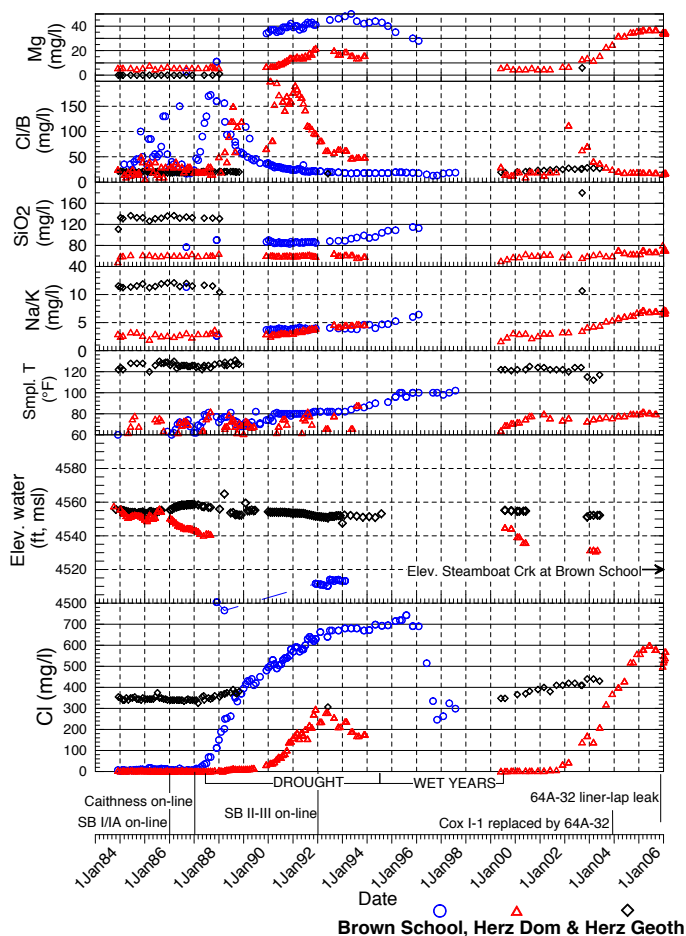 Mg
(mg/l)
40
20
0
Cl/B
(mg/l)
150
100
50
0
SiO2
(mg/l)
160
120
80
40
Na/K
(mg/l)
10
5
0
Smpl. T
(°F)
120
100
80
60
Elev. water
(ft, msl)
4580
4560
4540
4520
4500
Elev. Steamboat Crk at Brown School
Cl (mg/l)
700
600
500
400
300
200
100
0
DROUGHT
WET YEARS
Caithness on-line
SB I/IA on-line
SB II-III on-line
64A-32 liner-lap leak
Cox I-1 replaced by 64A-32
1Jan84
1Jan86
1Jan88
1Jan90
1Jan92
1Jan94
1Jan96
1Jan98
1Jan00
1Jan02
1Jan04
1Jan06
Date
Brown School, Herz Dom & Herz Geoth